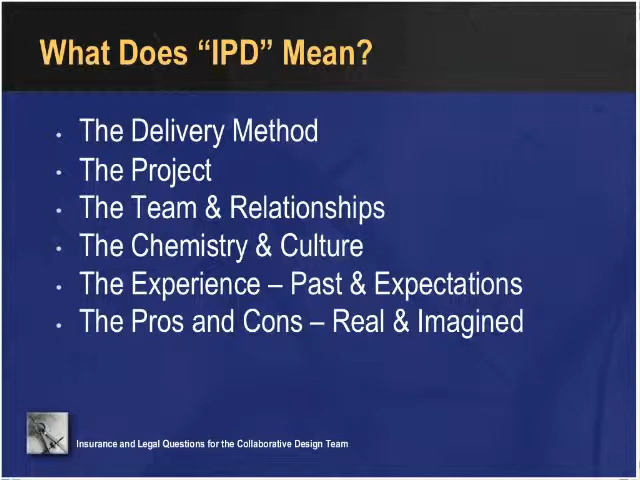 What Does “IPD” Mean?
• The Delivery Method
• The Project
• The Team & Relationships
• The Chemistry & Culture
• The Experience – Past & Expectations
• The Pros and Cons – Real & Imagined
Insurance and Legal Questions for the Collaborative Design Team